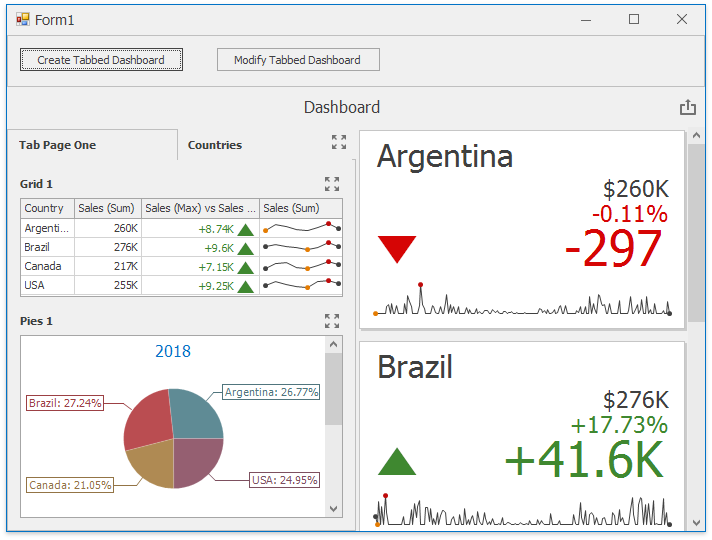 Form1
Create Tabbed Dashboard Modify Tabbed Dashboard
Dashboard
Tab Page One Countries
Grid 1
Country Sales (Sum) Sales (Max) vs Sales ... Sales (Sum)
Argenti... 260K +8.74K
Brazil 276K +9.6K
Canada 217K +7.15K
USA 255K +9.25K
Pies 1
2018
Argentina: 26.77%
Brazil: 27.24%
Canada: 21.05%
USA: 24.95%
Argentina
$260K
-0.11%
-297
Brazil
$276K
+17.73%
+41.6K